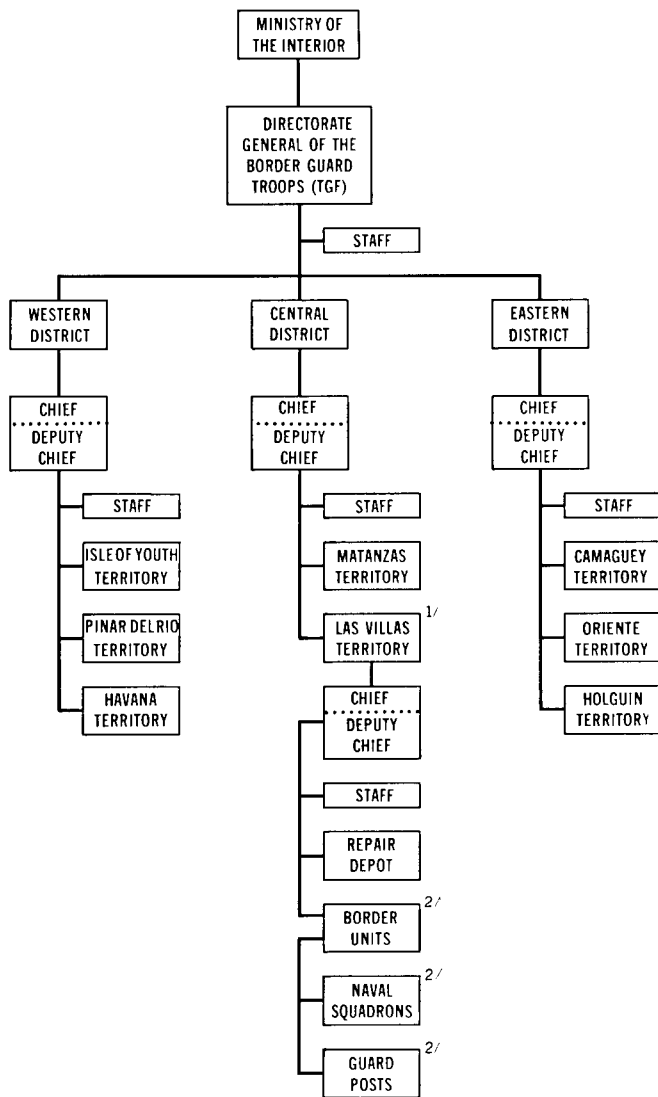 MINISTRY OF
THE INTERIOR
DIRECTORATE
GENERAL OF THE
BORDER GUARD
TROOPS (TGF)
STAFF
WESTERN
DISTRICT
CENTRAL
DISTRICT
EASTERN
DISTRICT
CHIEF
DEPUTY
CHIEF
CHIEF
DEPUTY
CHIEF
CHIEF
DEPUTY
CHIEF
STAFF
ISLE OF YOUTH
TERRITORY
PINAR DEL RIO
TERRITORY
HAVANA
TERRITORY
STAFF
MATANZAS
TERRITORY
LAS VILLAS
TERRITORY
1/
CHIEF
DEPUTY
CHIEF
STAFF
REPAIR
DEPOT
BORDER
UNITS
2/
NAVAL
SQUADRONS
2/
GUARD
POSTS
2/
STAFF
CAMAGUEY
TERRITORY
ORIENTE
TERRITORY
HOLGUIN
TERRITORY